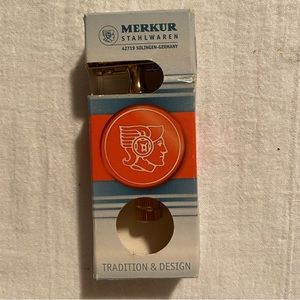 MERKUR
STAHLWAREN
42719 SOLINGEN-GERMANY
TRADITION & DESIGN